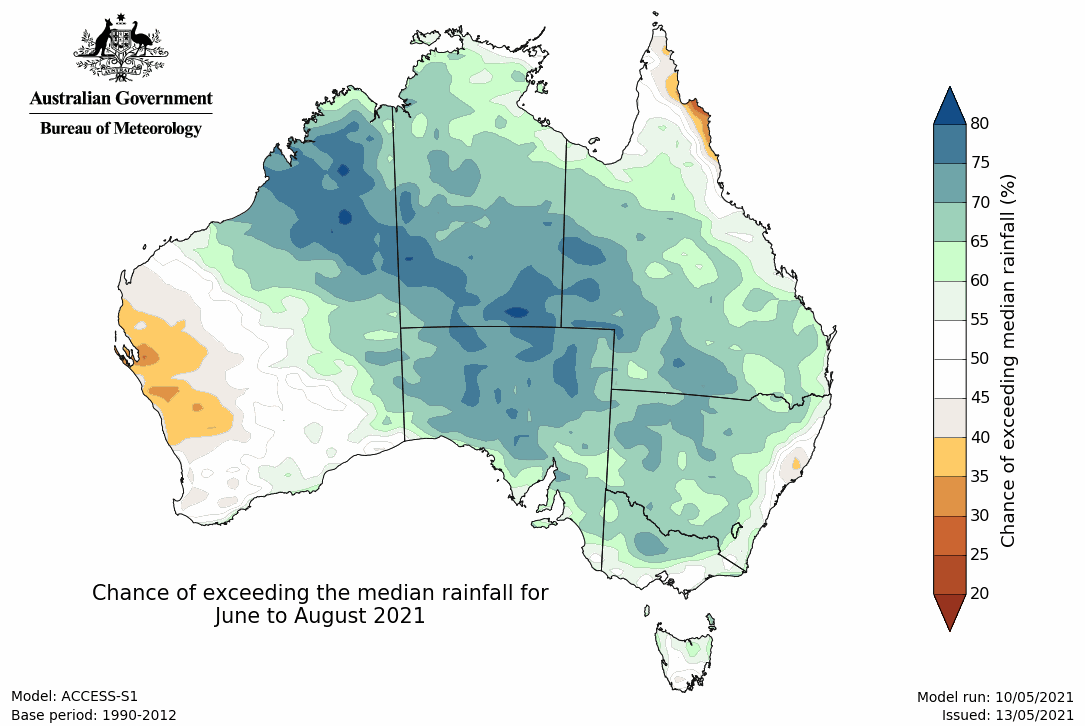 AUSTRALIA
Australian Government
Bureau of Meteorology
80
75
70
65
60
55
50
45
40
35
30
25
20
Chance of exceeding median rainfall (%)
Chance of exceeding the median rainfall for
June to August 2021
Model: ACCESS-S1
Base period: 1990-2012
Model run: 10/05/2021
Issued: 13/05/2021